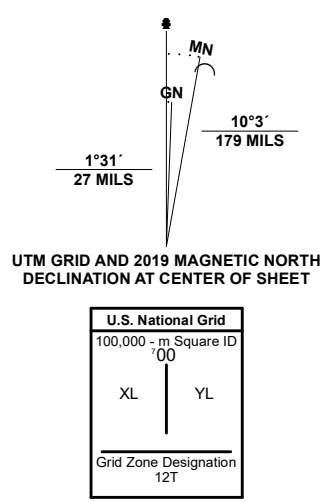 MN
GN
10°3´
179 MILS
1°31´
27 MILS
UTM GRID AND 2019 MAGNETIC NORTH
DECLINATION AT CENTER OF SHEET
U.S. National Grid
100,000 - m Square ID
⁷00
XL YL
Grid Zone Designation
12T